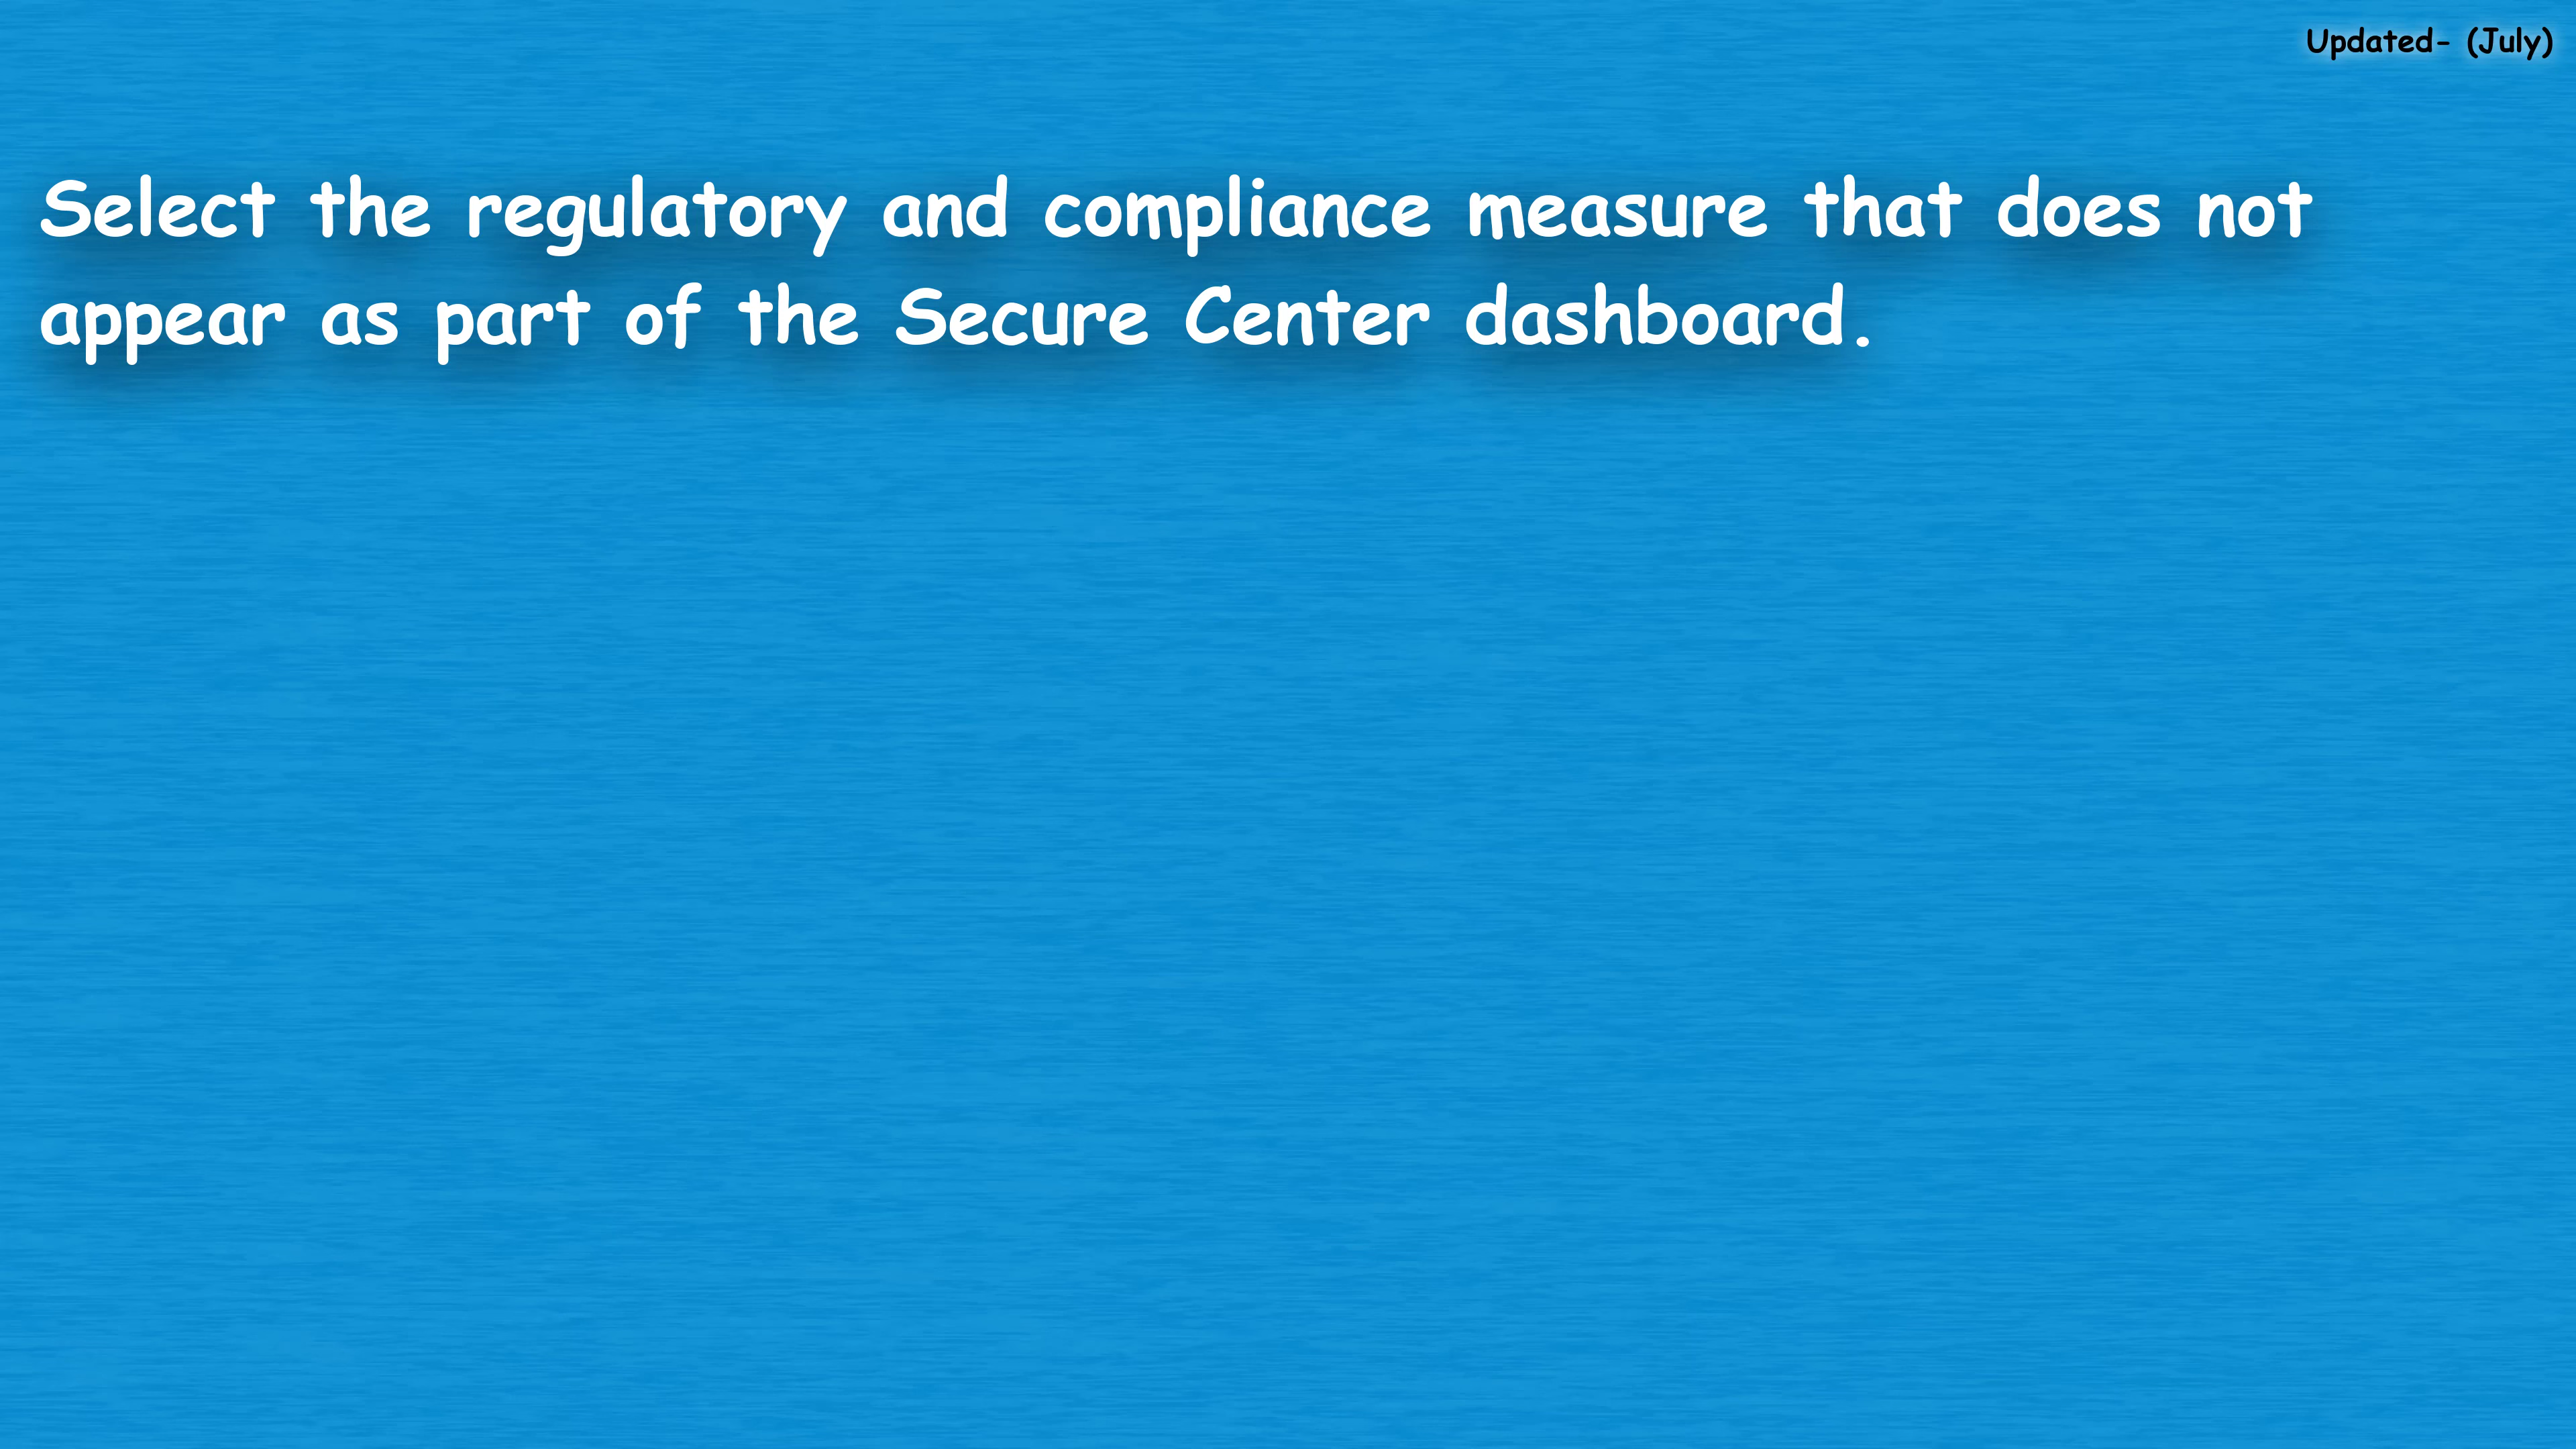 Updated- (July)
Select the regulatory and compliance measure that does not
appear as part of the Secure Center dashboard.